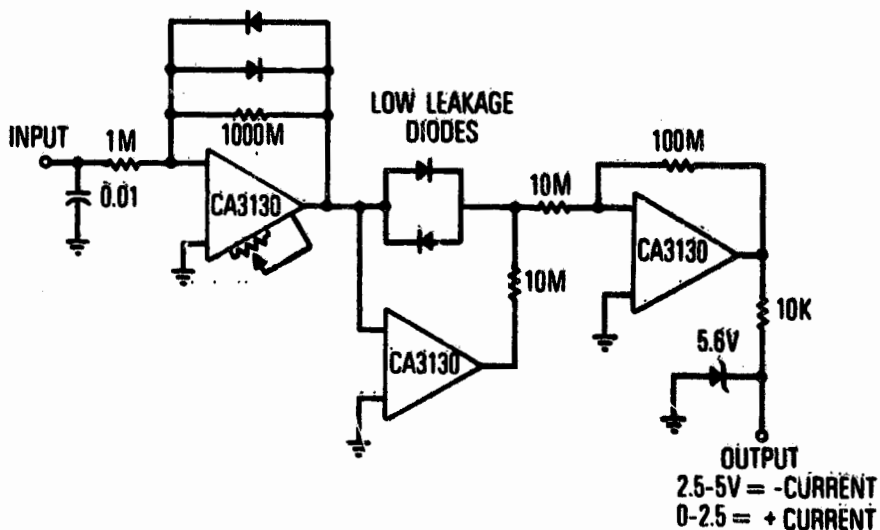 LOW LEAKAGE
DIODES
INPUT
1M
1000M
0.01
CA3130
10M
100M
CA3130
10M
CA3130
10K
5.6V
OUTPUT
2.5-5V = -CURRENT
0-2.5 = + CURRENT